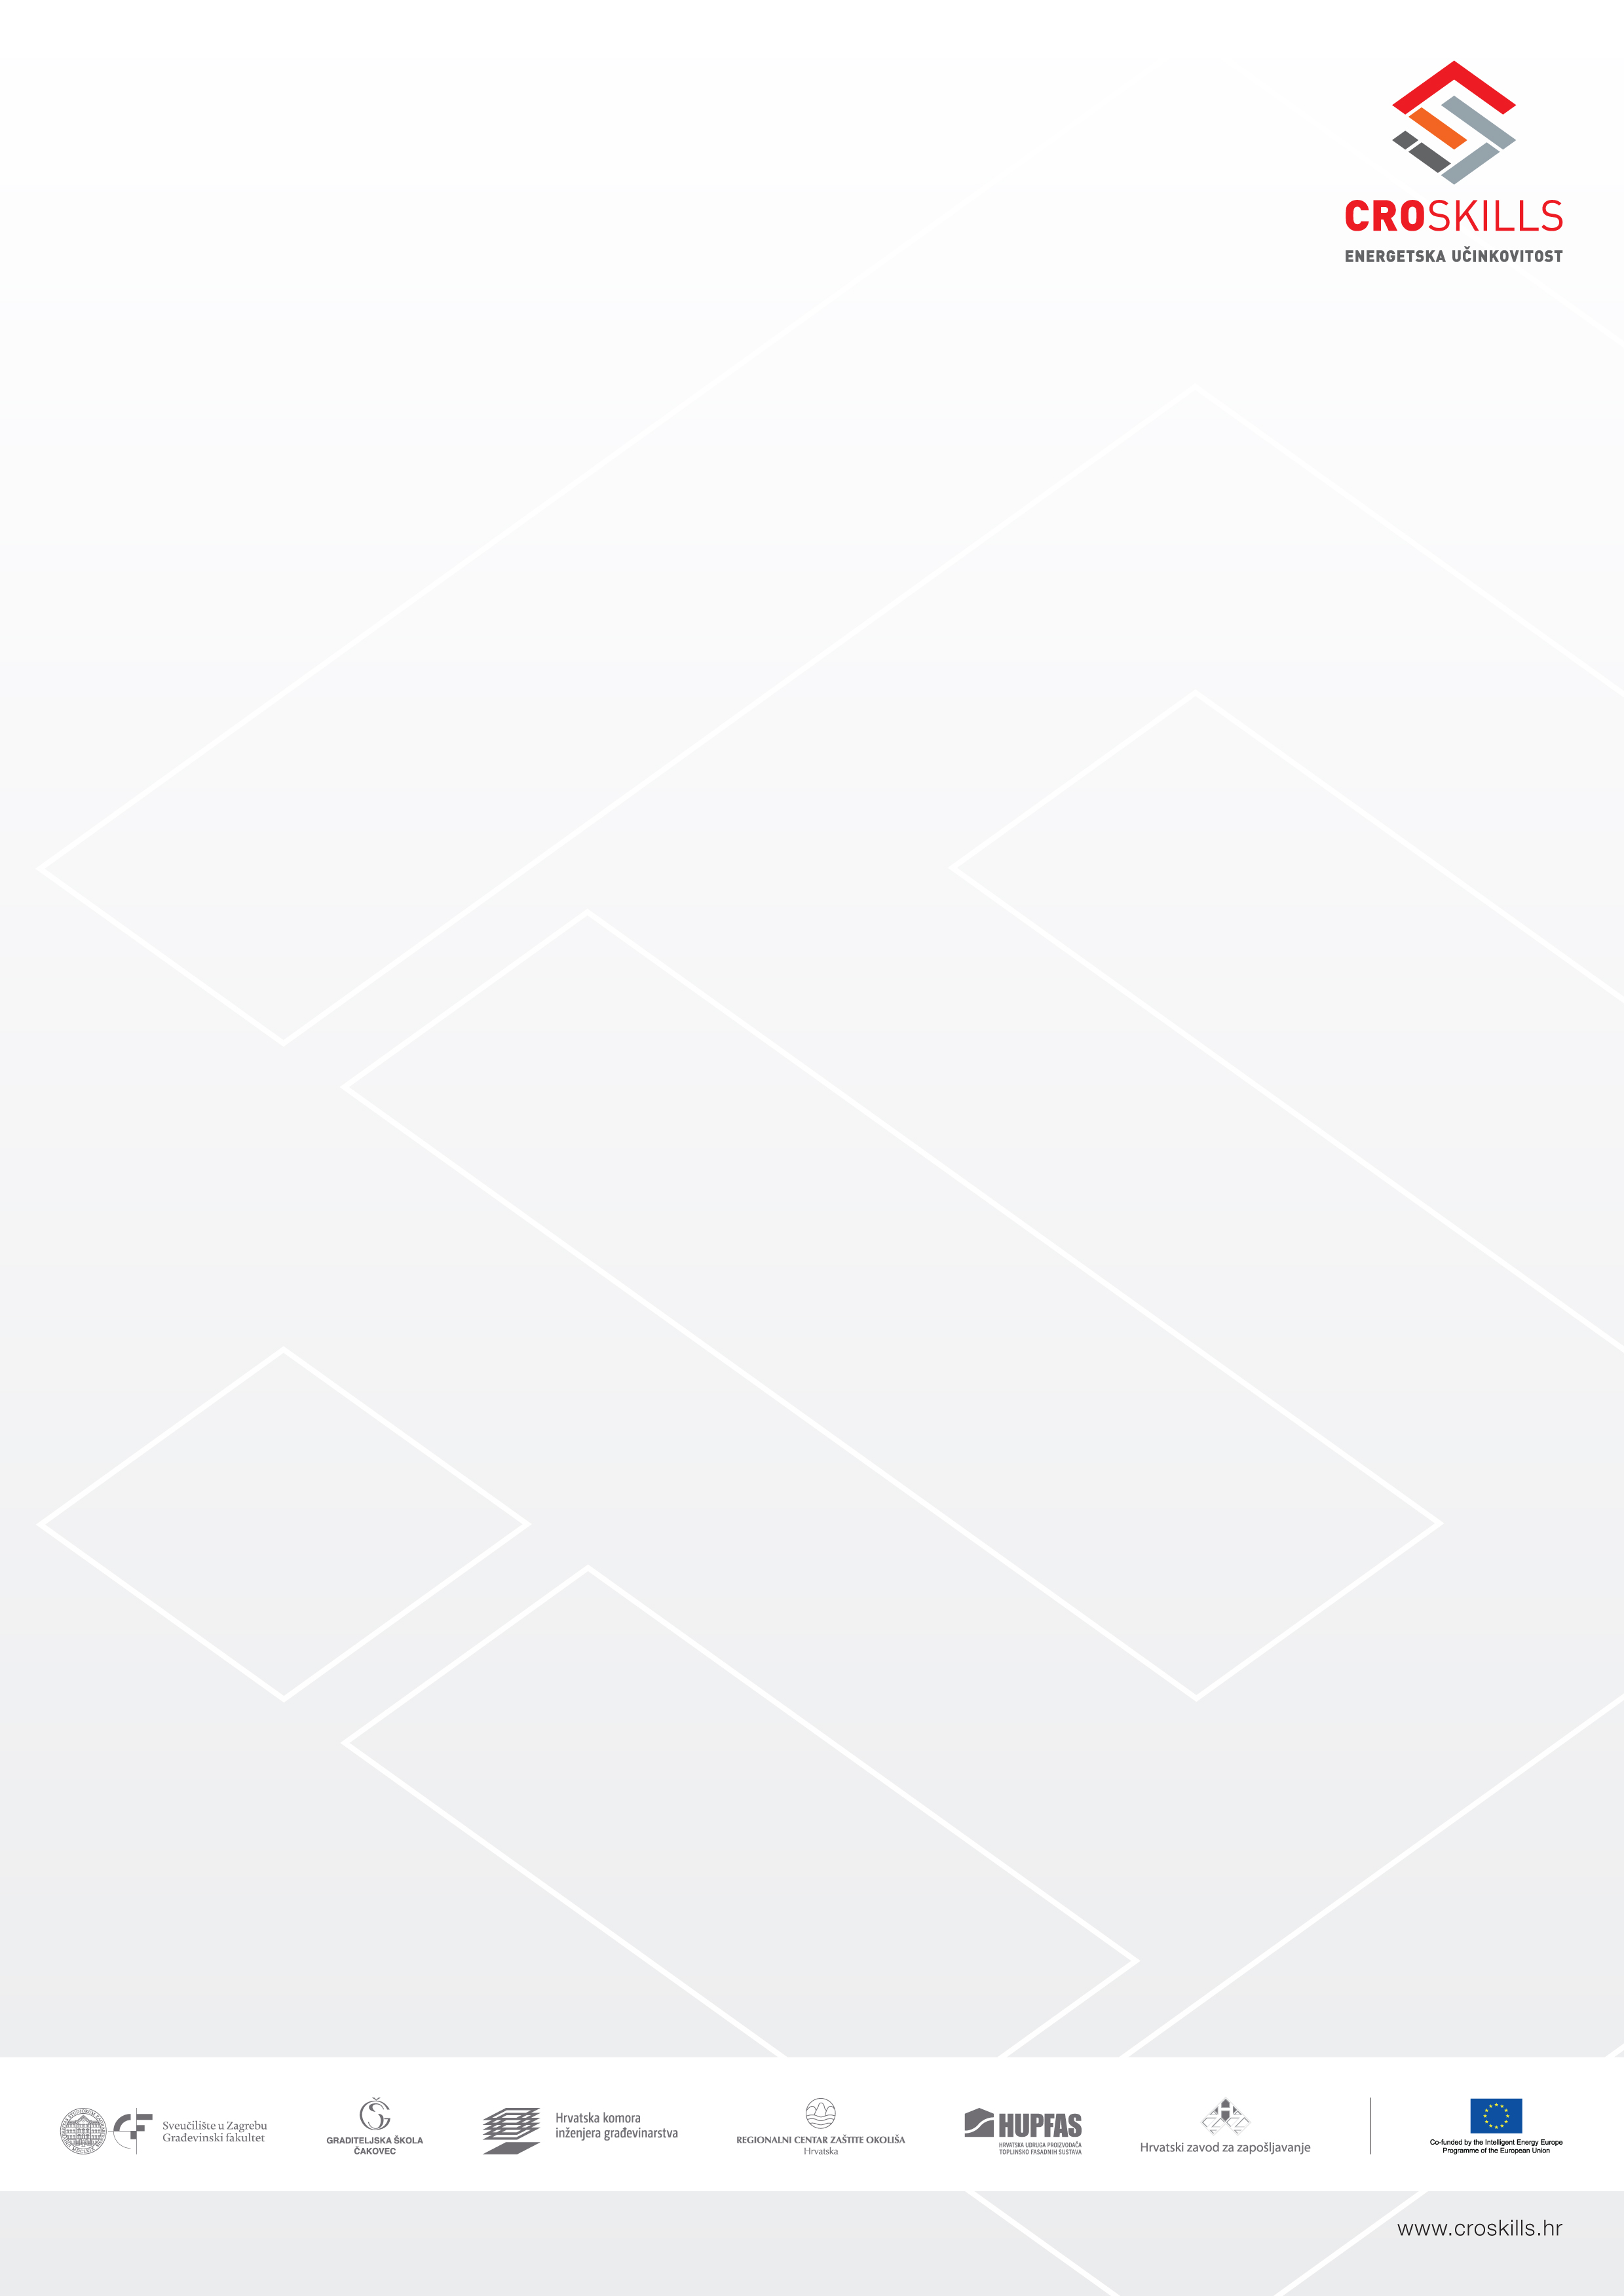 CROSKILLS
ENERGETSKA UČINKOVITOST
Sveučilište u Zagrebu
Građevinski fakultet
GRADITELJSKA ŠKOLA
ČAKOVEC
Hrvatska komora
inženjera građevinarstva
REGIONALNI CENTAR ZAŠTITE OKOLIŠA
Hrvatska
HUPFAS
HRVATSKA UDRUGA PROIZVOĐAČA
TOPLINSKO FASADNIH SUSTAVA
Hrvatski zavod za zapošljavanje
Co-funded by the Intelligent Energy Europe
Programme of the European Union
www.croskills.hr